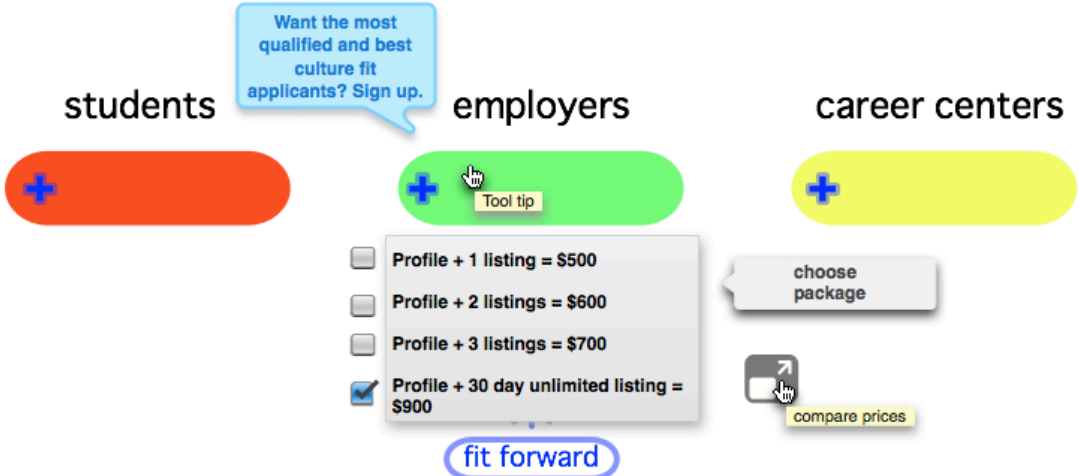 Want the most
qualified and best
culture fit
applicants? Sign up.
students
employers
career centers
Tool tip
Profile + 1 listing = $500
Profile + 2 listings = $600
Profile + 3 listings = $700
Profile + 30 day unlimited listing =
$900
choose
package
compare prices
fit forward